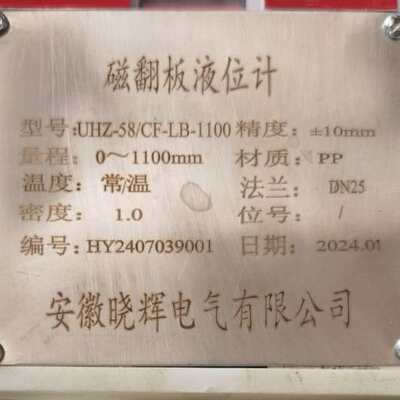 磁翻板液位计
型号:UHZ-58/CF-LB-1100 精度: ±10mm
量程: 0～1100mm 材质: PP
温度: 常/温 法兰: DN25
密度: 1.0 位号: /
编号: HY2407039001 日期: 2024.01
安徽晓辉电气有限公司